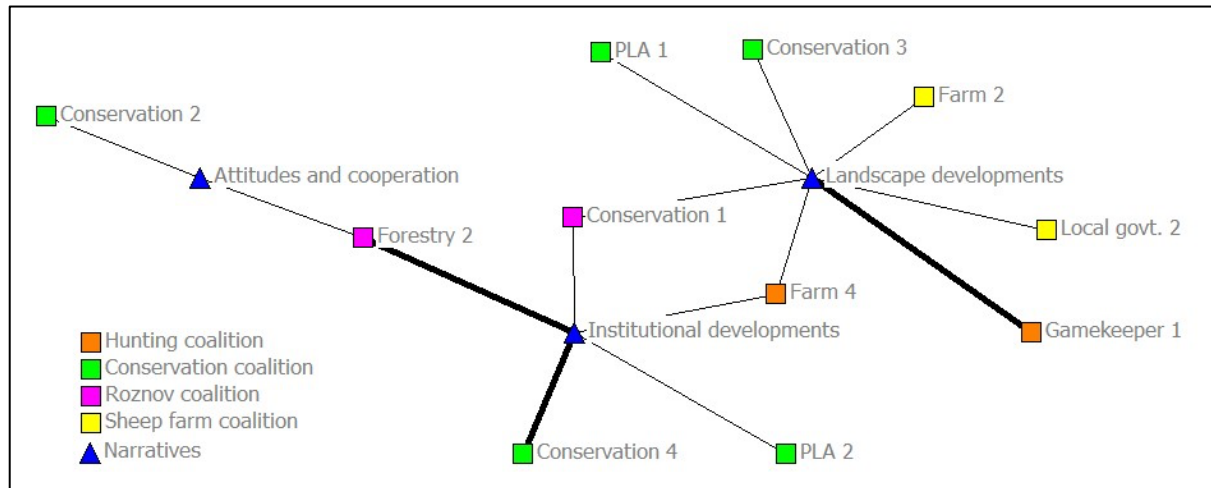 PLA 1
Conservation 3
Farm 2
Conservation 2
Attitudes and cooperation
Landscape developments
Conservation 1
Local govt. 2
Forestry 2
Farm 4
Institutional developments
Gamekeeper 1
Hunting coalition
Conservation coalition
Roznov coalition
Sheep farm coalition
Narratives
Conservation 4
PLA 2